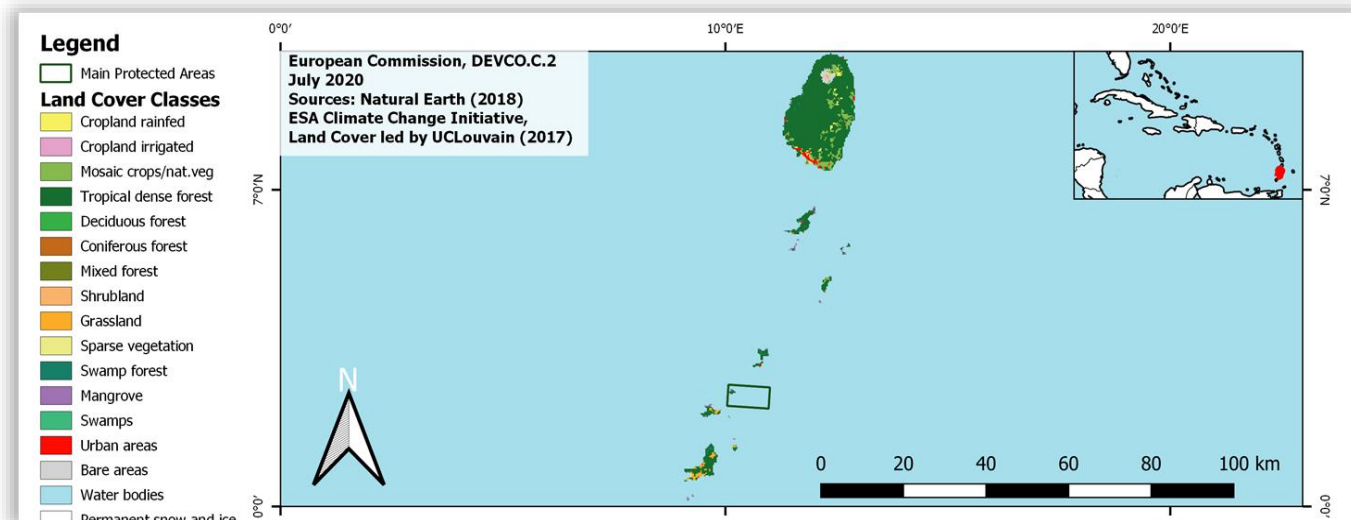 Legend
Main Protected Areas
Land Cover Classes
Cropland rainfed
Cropland irrigated
Mosaic crops/nat.veg
Tropical dense forest
Deciduous forest
Coniferous forest
Mixed forest
Shrubland
Grassland
Sparse vegetation
Swamp forest
Mangrove
Swamps
Urban areas
Bare areas
Water bodies
Permanent snow and ice
0°0′
10°0′E
20°0′E
European Commission, DEVCO.C.2
July 2020
Sources: Natural Earth (2018)
ESA Climate Change Initiative,
Land Cover led by UCLouvain (2017)
7°0′N
7°0′N
N
0 20 40 60 80 100 km
0°0′
0°0′